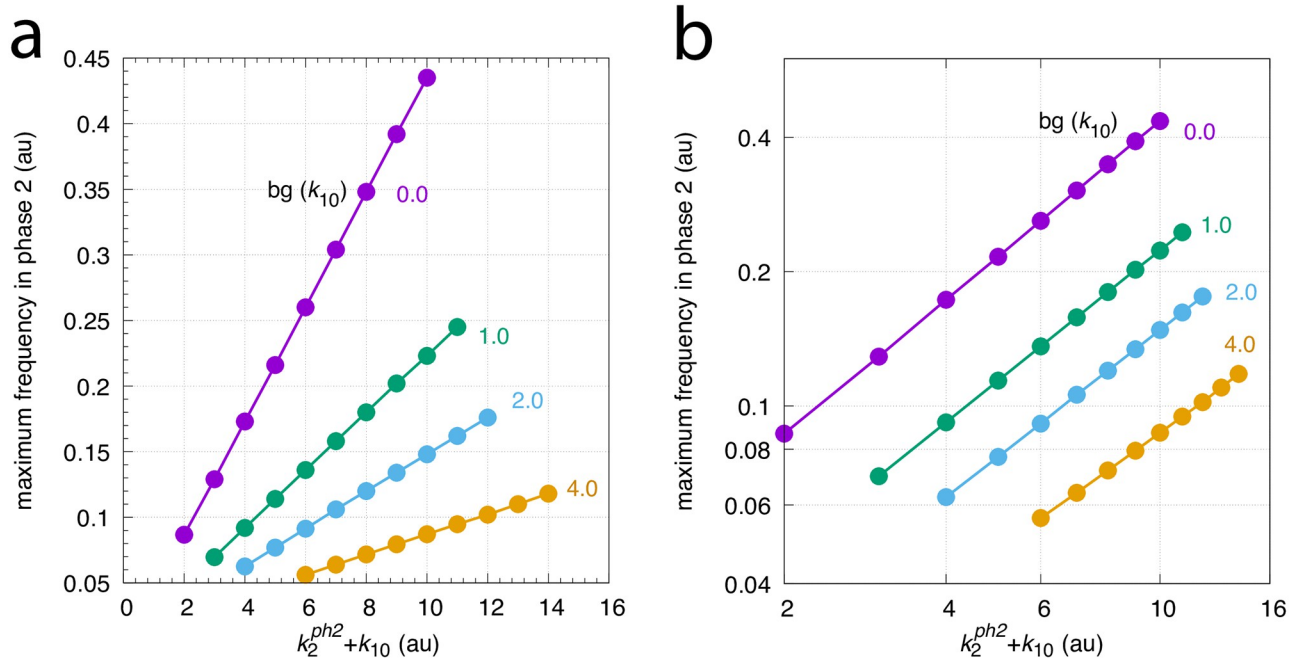 a
0.45
0.4
0.35
0.3
0.25
0.2
0.15
0.1
0.05
0 2 4 6 8 10 12 14 16
maximum frequency in phase 2 (au)
k₂^ph2+k₁₀ (au)
bg (k₁₀)
0.0
1.0
2.0
4.0
b
0.4
0.2
0.1
0.08
0.06
0.04
2 4 6 10 16
maximum frequency in phase 2 (au)
k₂^ph2+k₁₀ (au)
bg (k₁₀)
0.0
1.0
2.0
4.0